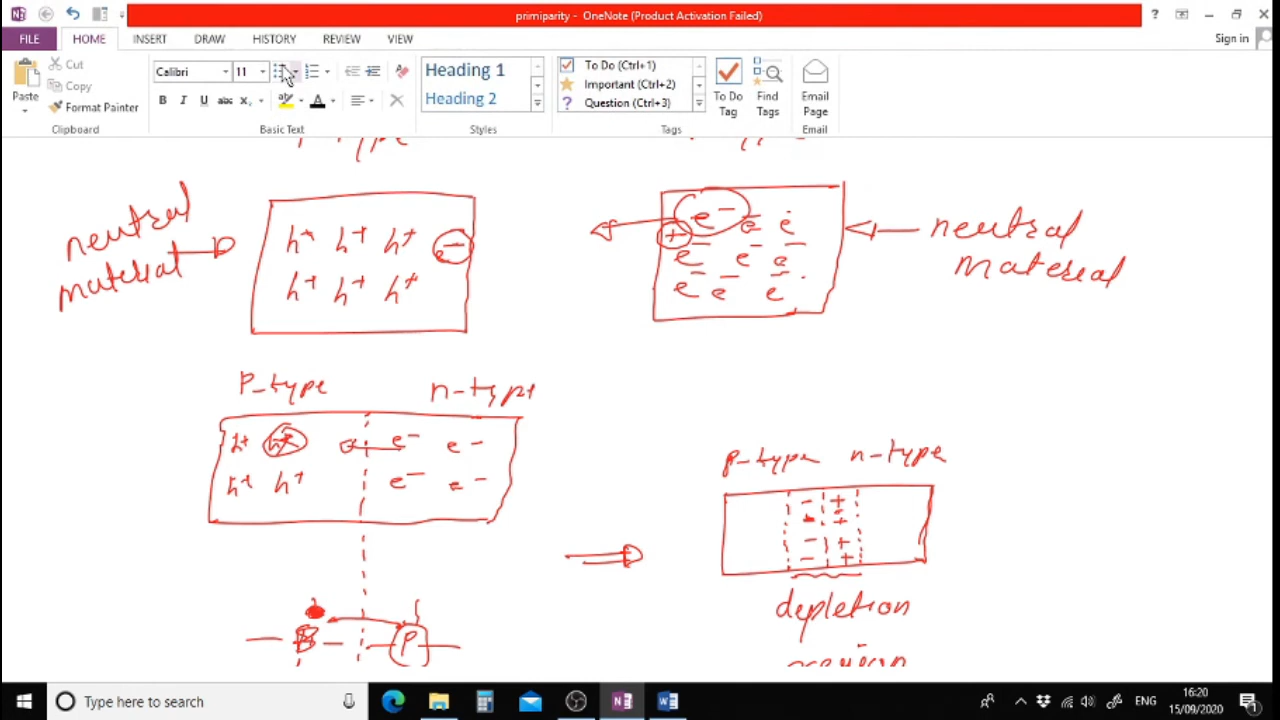 primiparity - OneNote (Product Activation Failed)
Sign in
FILE HOME INSERT DRAW HISTORY REVIEW VIEW
Paste
Cut
Copy
Format Painter
Clipboard
Calibri 11
B I U abc X₂
Basic Text
Heading 1
Heading 2
Styles
To Do (Ctrl+1)
Important (Ctrl+2)
Question (Ctrl+3)
Tags
To Do Tag
Find Tags
Email Page
Email
neutral
material
h+ h+ h+ e-
h+ h+ h+
e- e- e-
+
e- e- e-
e- e- e-
neutral
material
P-type n-type
h+ h+ e- e-
h+ h+ e- e-
B P
p-type n-type
- +
- +
- +
- +
depletion
Type here to search
ENG
16:20
15/09/2020
1